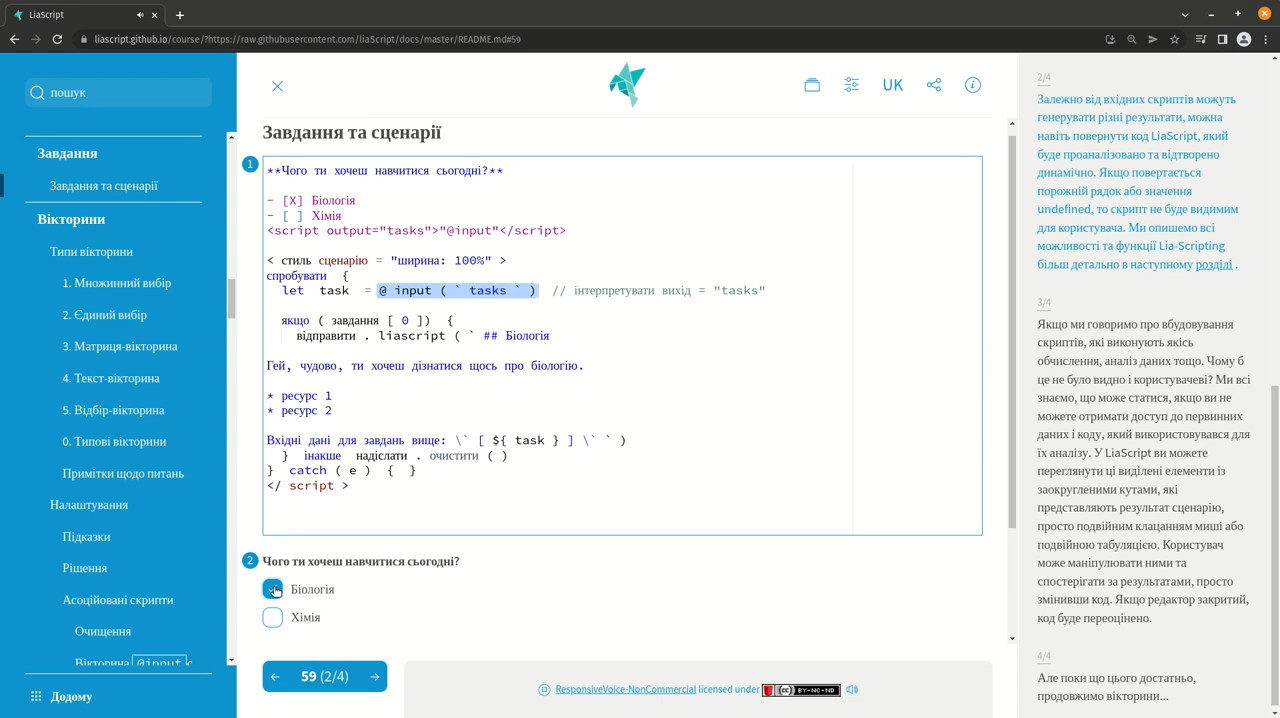 LiaScript
liascript.github.io/course/?https://raw.githubusercontent.com/liaScript/docs/master/README.md#59
пошук
Завдання
Завдання та сценарії
Вікторини
Типи вікторини
1. Множинний вибір
2. Єдиний вибір
3. Матриця-вікторина
4. Текст-вікторина
5. Відбір-вікторина
0. Типові вікторини
Примітки щодо питань
Налаштування
Підказки
Рішення
Асоційовані скрипти
Очищення
Вікторина @input с
Додому
UK
Завдання та сценарії
1
**Чого ти хочеш навчитися сьогодні?**
- [X] Біологія
- [ ] Хімія
<script output="tasks">"@input"</script>
< стиль сценарію = "ширина: 100%" >
спробувати {
let task = @ input ( ` tasks ` ) // інтерпретувати вихід = "tasks"
якщо ( завдання [ 0 ]) {
відправити . liascript ( ` ## Біологія
Гей, чудово, ти хочеш дізнатися щось про біологію.
* ресурс 1
* ресурс 2
Вхідні дані для завдань вище: \` [ ${ task } ] \` ` )
} інакше надіслати . очистити ( )
} catch ( e ) { }
</ script >
2 Чого ти хочеш навчитися сьогодні?
Біологія
Хімія
59 (2/4)
ResponsiveVoice-NonCommercial licensed under
BY-NC-ND
2/4
Залежно від вхідних скриптів можуть
генерувати різні результати, можна
навіть повернути код LiaScript, який
буде проаналізовано та відтворено
динамічно. Якщо повертається
порожній рядок або значення
undefined, то скрипт не буде видимим
для користувача. Ми опишемо всі
можливості та функції Lia-Scripting
більш детально в наступному розділі .
3/4
Якщо ми говоримо про вбудовування
скриптів, які виконують якісь
обчислення, аналіз даних тощо. Чому б
це не було видно і користувачеві? Ми всі
знаємо, що може статися, якщо ви не
можете отримати доступ до первинних
даних і коду, який використовувався для
їх аналізу. У LiaScript ви можете
переглянути ці виділені елементи із
заокругленими кутами, які
представляють результат сценарію,
просто подвійним клацанням миші або
подвійною табуляцією. Користувач
може маніпулювати ними та
спостерігати за результатами, просто
змінивши код. Якщо редактор закритий,
код буде переоцінено.
4/4
Але поки що цього достатньо,
продовжимо вікторини...